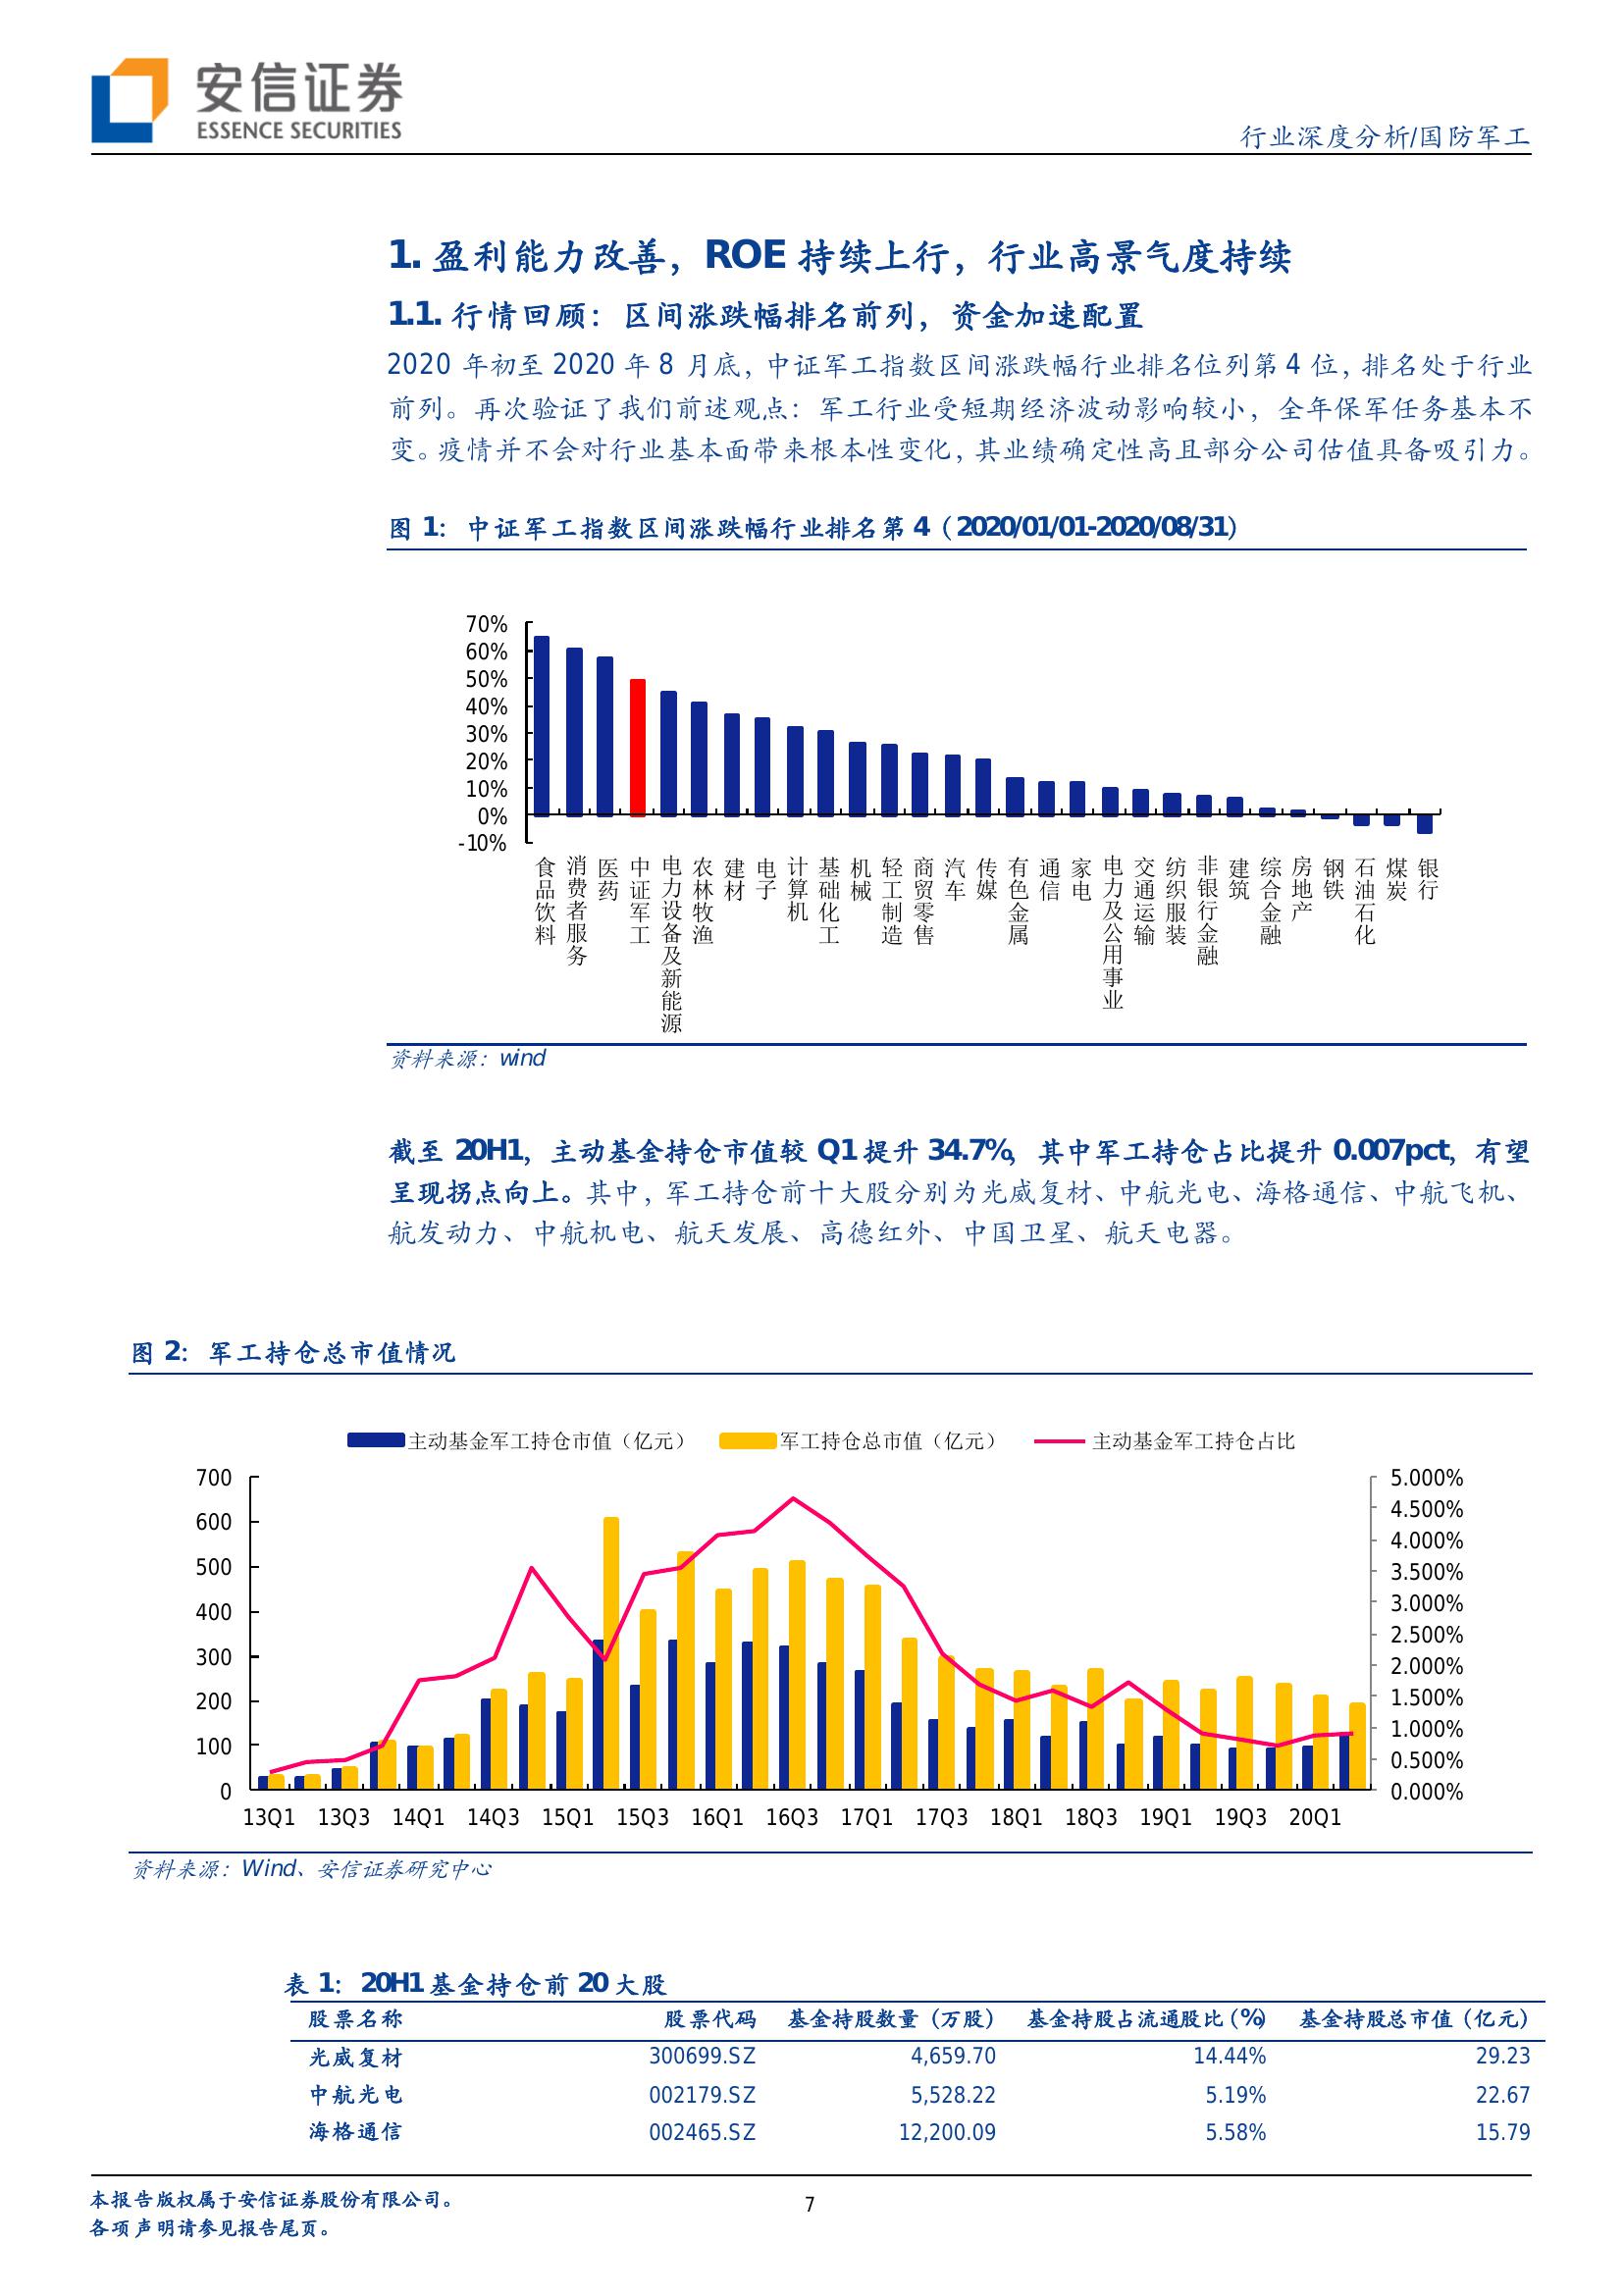 安信证券
ESSENCE SECURITIES
行业深度分析/国防军工
1. 盈利能力改善，ROE 持续上行，行业高景气度持续
1.1. 行情回顾：区间涨跌幅排名前列，资金加速配置
2020 年初至 2020 年 8 月底，中证军工指数区间涨跌幅行业排名位列第 4 位，排名处于行业
前列。再次验证了我们前述观点：军工行业受短期经济波动影响较小，全年保军任务基本不
变。疫情并不会对行业基本面带来根本性变化，其业绩确定性高且部分公司估值具备吸引力。
图 1：中证军工指数区间涨跌幅行业排名第 4（2020/01/01-2020/08/31）
70%
60%
50%
40%
30%
20%
10%
0%
-10%
食品饮料
消费者服务
医药
中证军工
电力设备及新能源
农林牧渔
建材
电子
计算机
基础化工
机械
轻工制造
商贸零售
汽车
传媒
有色金属
通信
家电
电力及公用事业
交通运输
纺织服装
非银行金融
建筑
综合金融
房地产
钢铁
石油石化
煤炭
银行
资料来源：wind
截至 20H1，主动基金持仓市值较 Q1 提升 34.7%，其中军工持仓占比提升 0.007pct，有望
呈现拐点向上。其中，军工持仓前十大股分别为光威复材、中航光电、海格通信、中航飞机、
航发动力、中航机电、航天发展、高德红外、中国卫星、航天电器。
图 2：军工持仓总市值情况
主动基金军工持仓市值（亿元） 军工持仓总市值（亿元） 主动基金军工持仓占比
700
600
500
400
300
200
100
0
5.000%
4.500%
4.000%
3.500%
3.000%
2.500%
2.000%
1.500%
1.000%
0.500%
0.000%
13Q1 13Q3 14Q1 14Q3 15Q1 15Q3 16Q1 16Q3 17Q1 17Q3 18Q1 18Q3 19Q1 19Q3 20Q1
资料来源：Wind、安信证券研究中心
表 1：20H1 基金持仓前 20 大股
股票名称 股票代码 基金持股数量（万股） 基金持股占流通股比（%） 基金持股总市值（亿元）
光威复材 300699.SZ 4,659.70 14.44% 29.23
中航光电 002179.SZ 5,528.22 5.19% 22.67
海格通信 002465.SZ 12,200.09 5.58% 15.79
本报告版权属于安信证券股份有限公司。
各项声明请参见报告尾页。
7